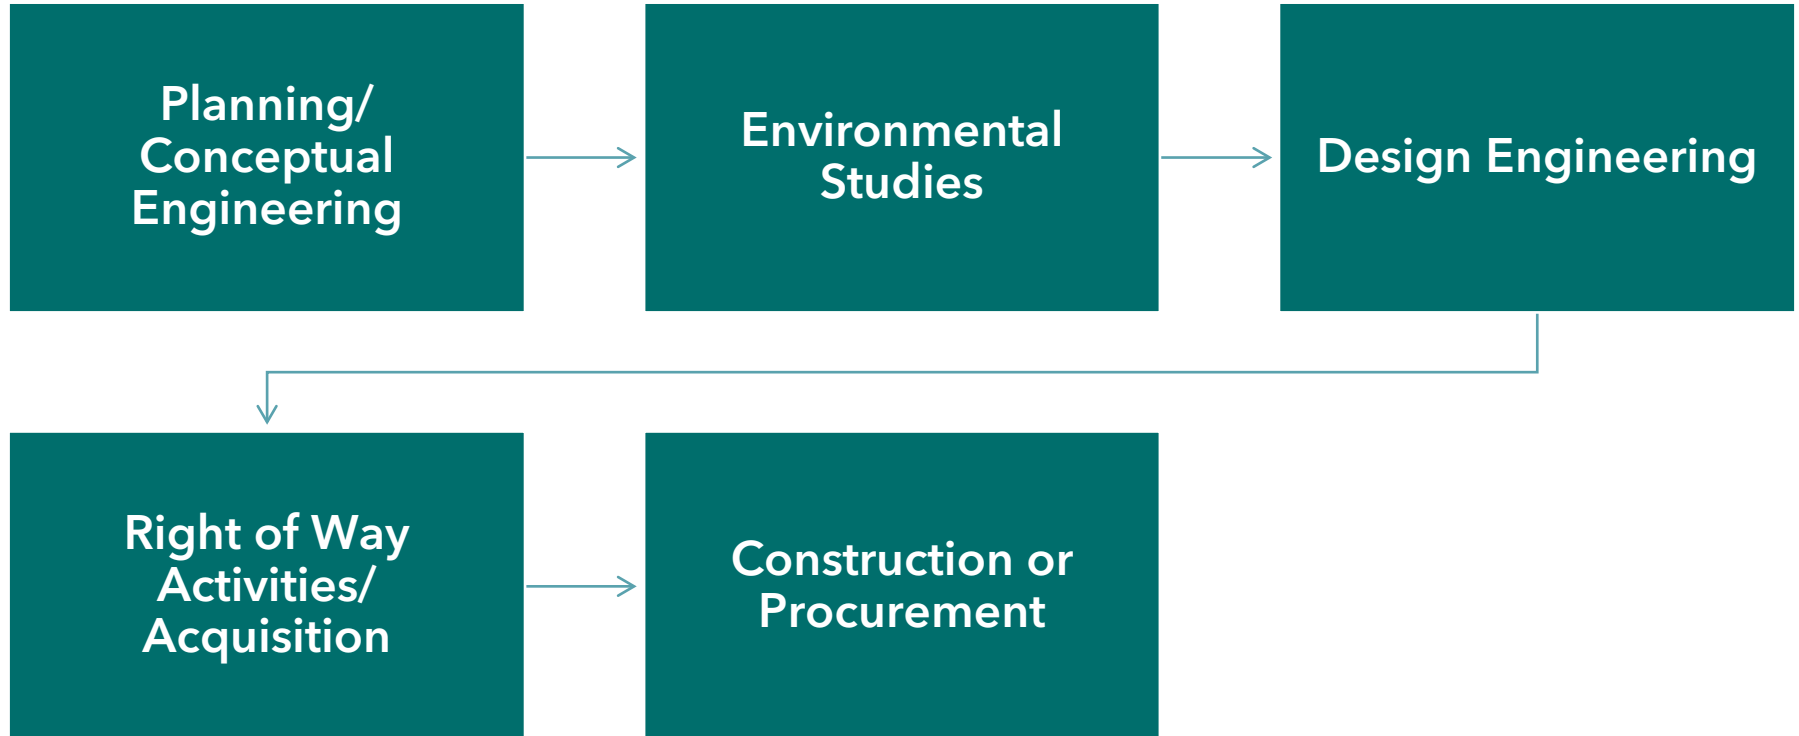 Planning/
Conceptual
Engineering
Environmental
Studies
Design Engineering
Right of Way
Activities/
Acquisition
Construction or
Procurement